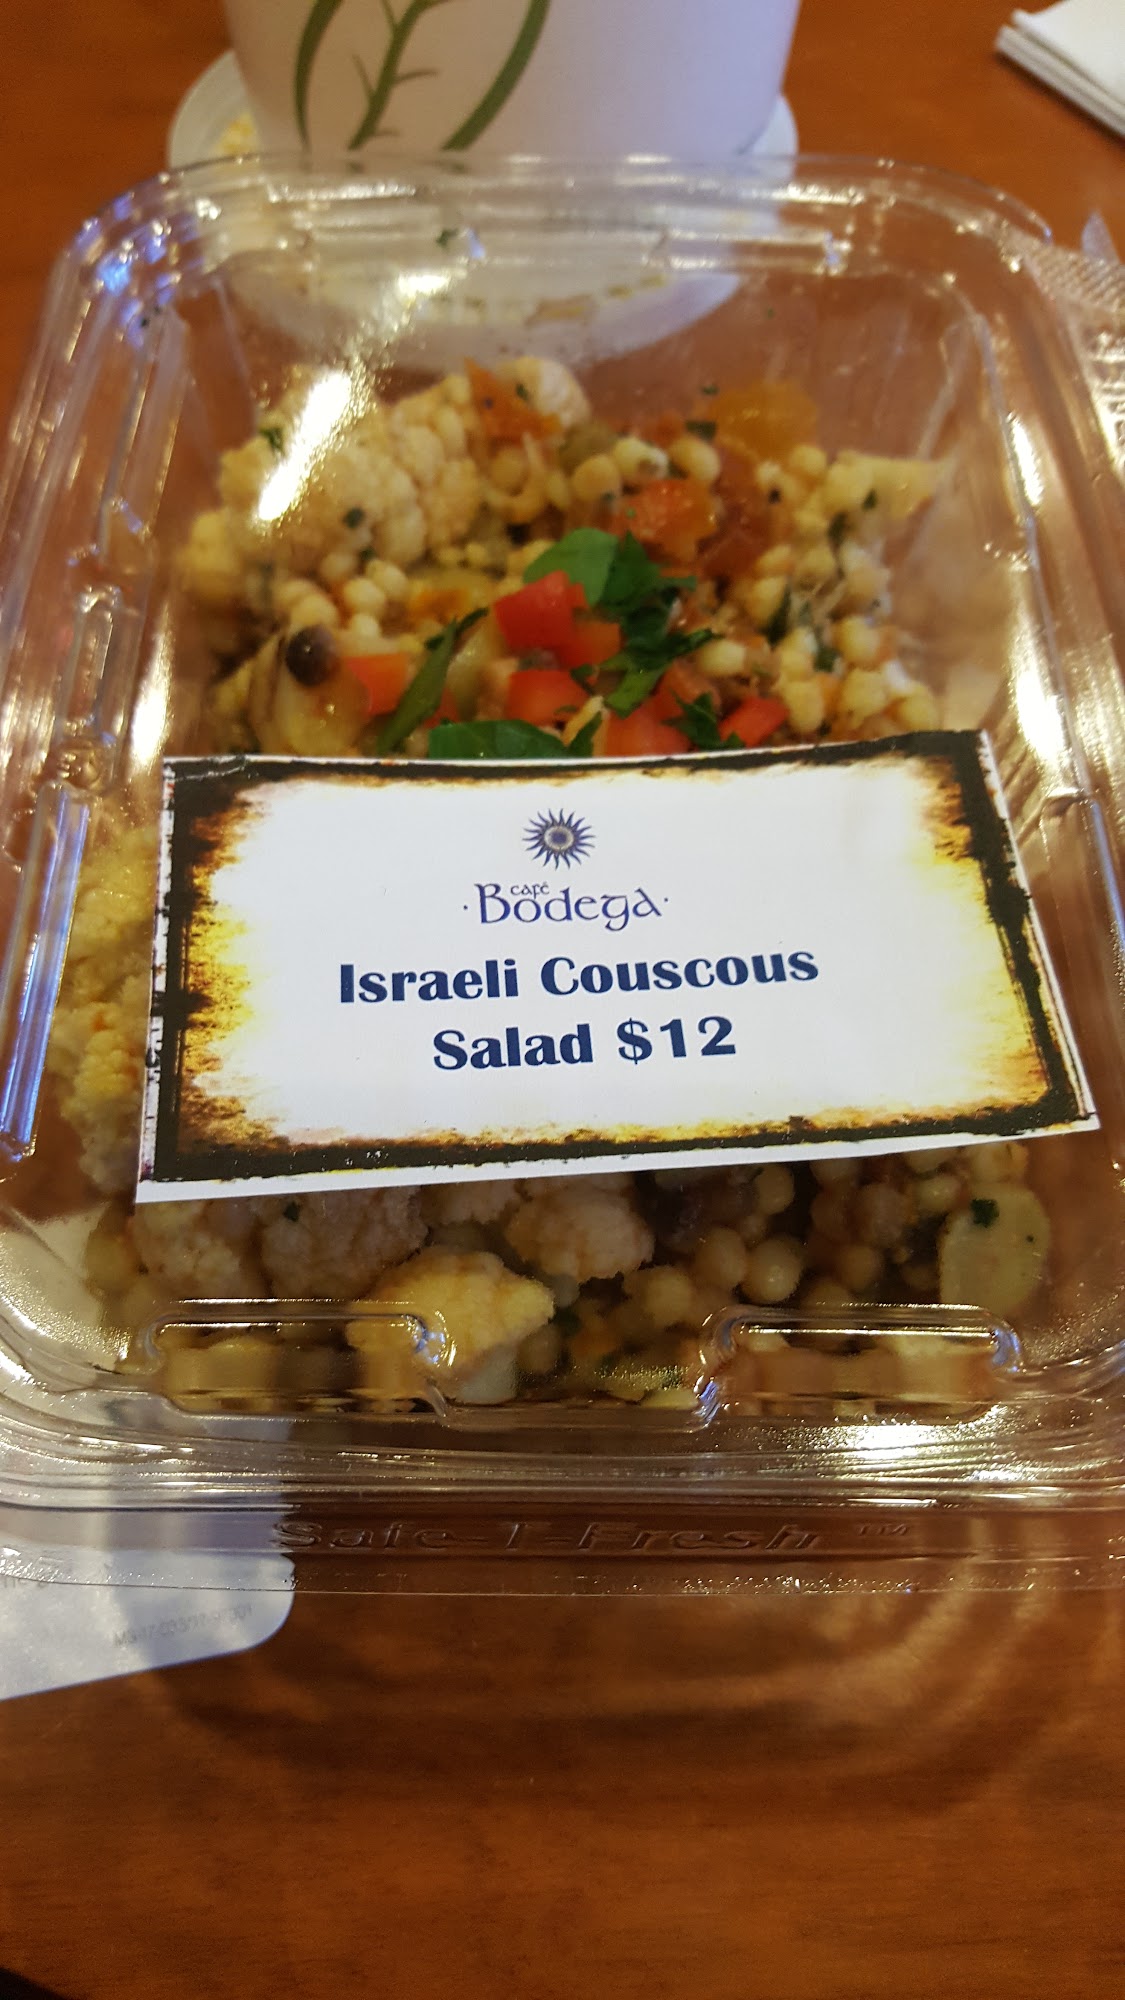 café
·Bodega·
Israeli Couscous
Salad $12
Safe-T-Fresh™